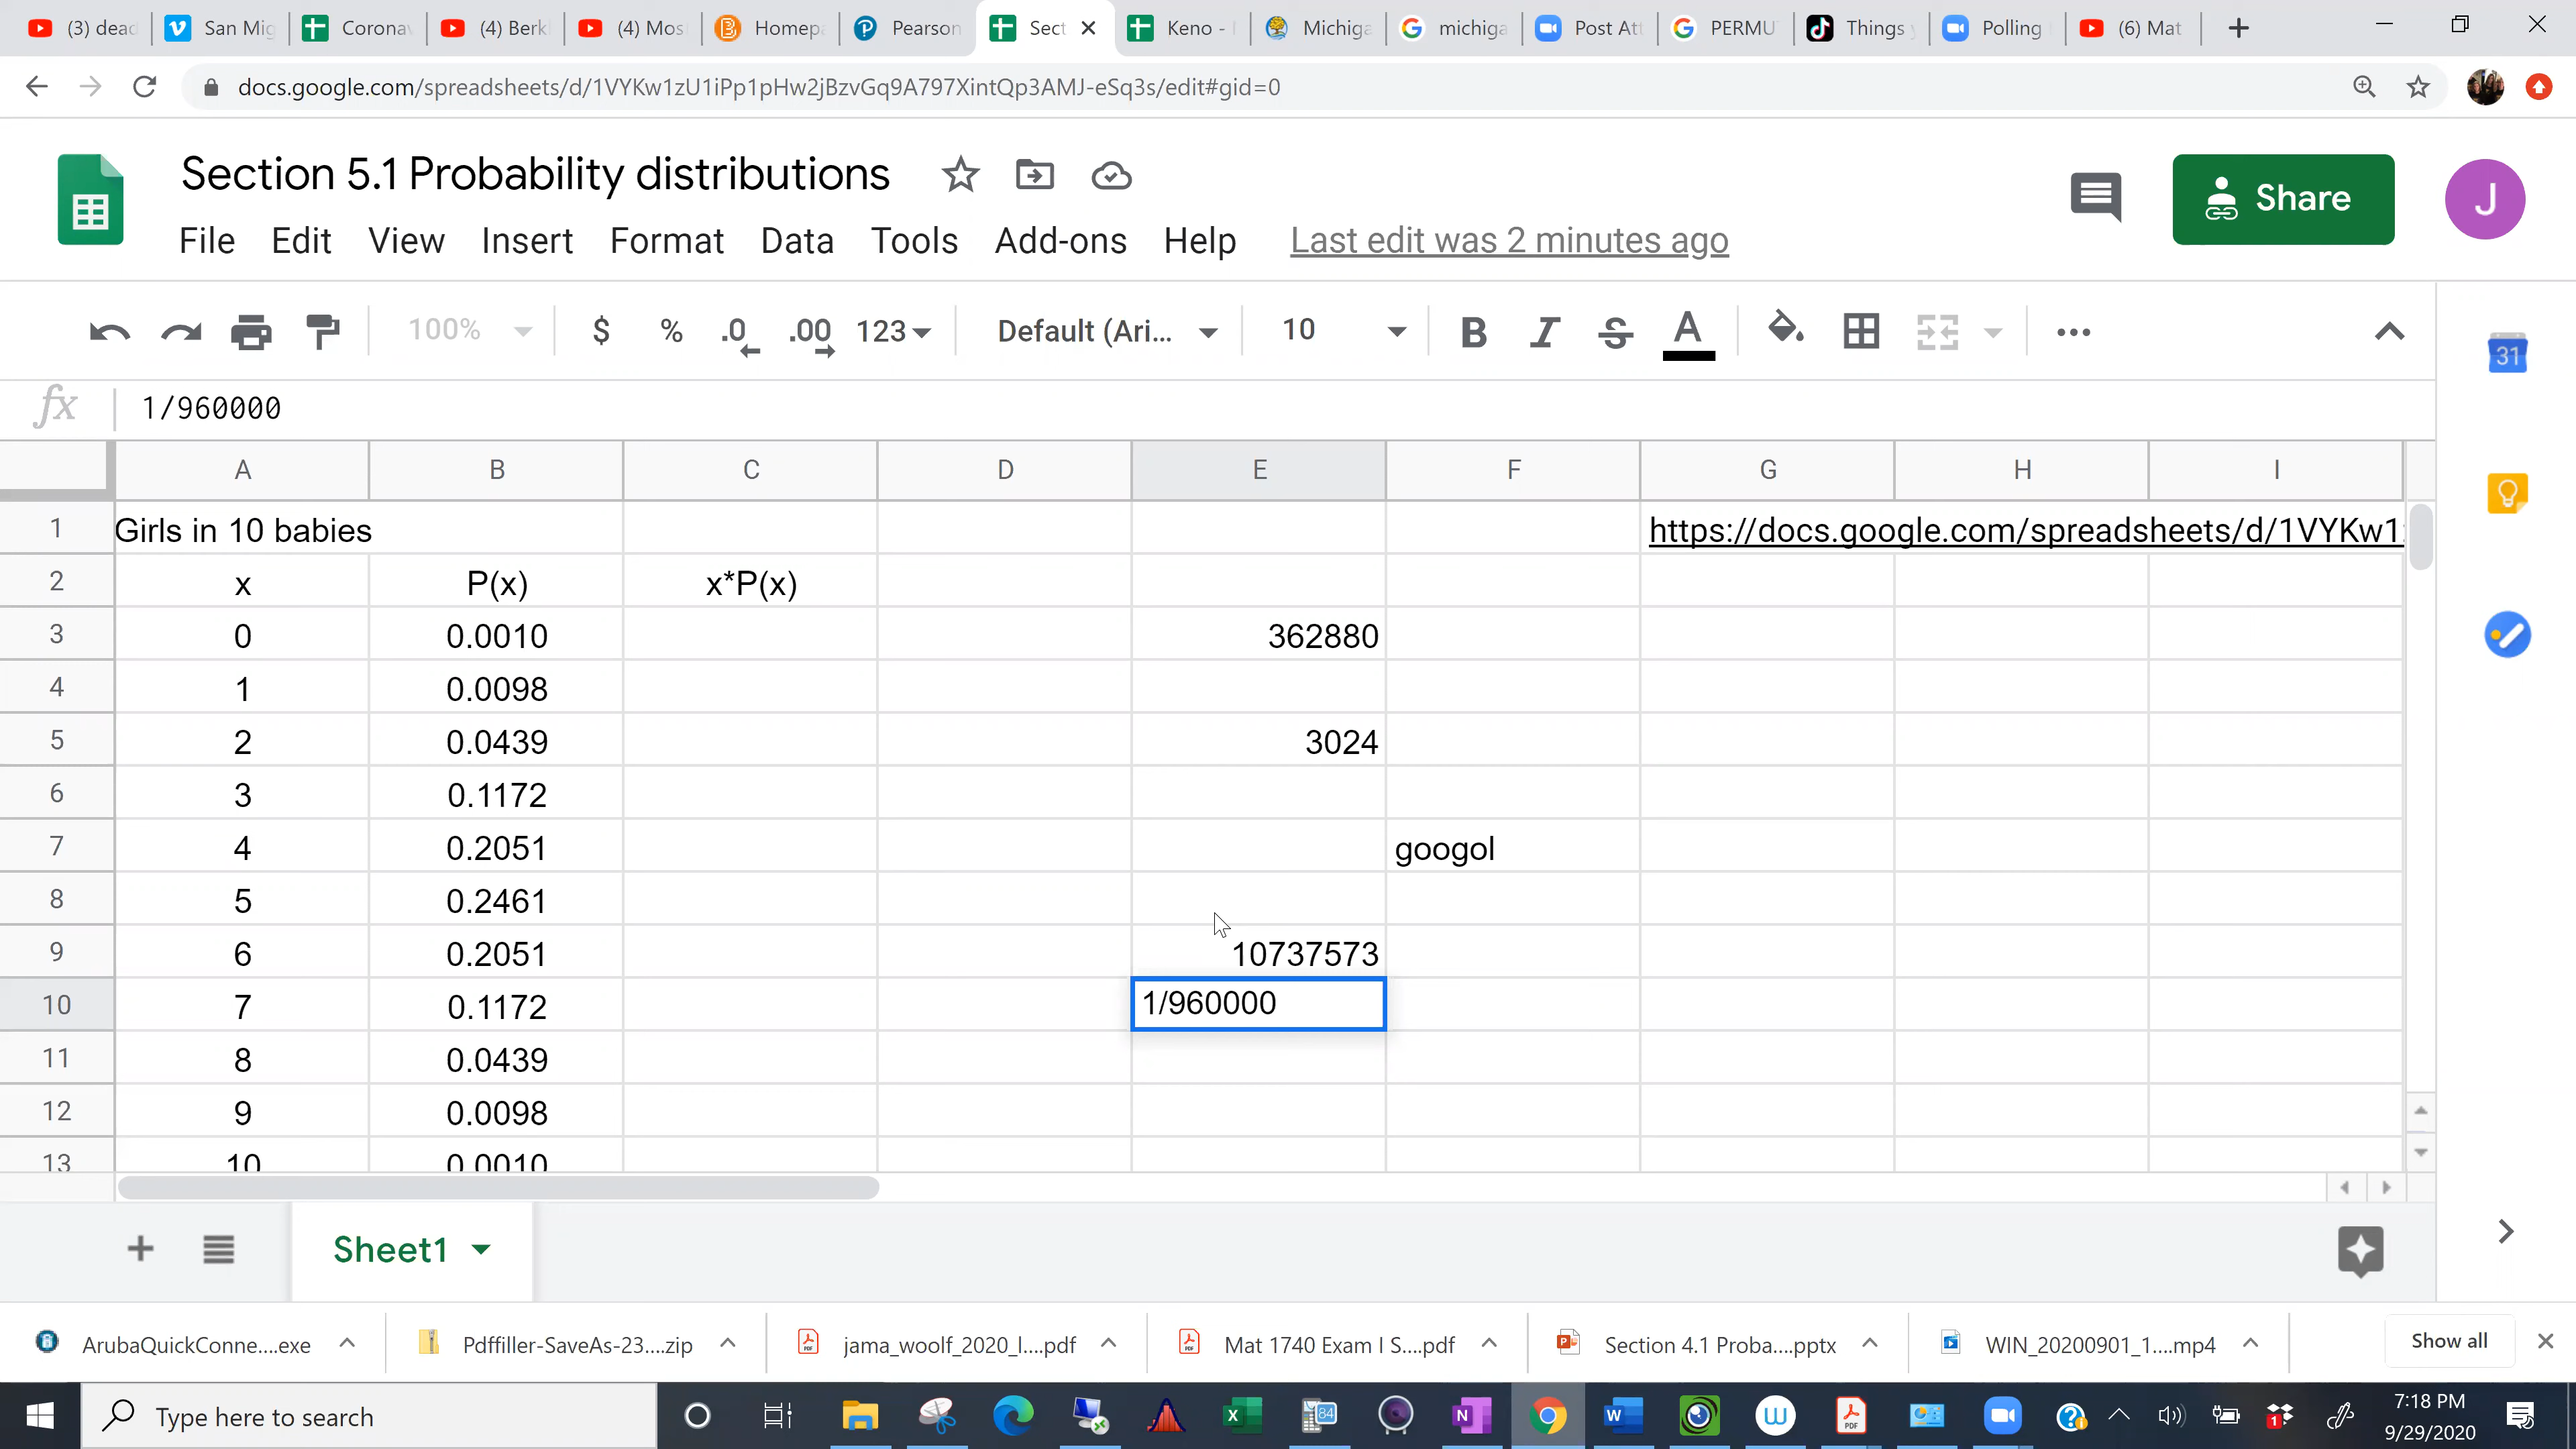 (3) dead San Mig Corona (4) Berk (4) Mos Homepa Pearson Sect Keno - Michiga michiga Post Att PERMU Things y Polling (6) Mat
docs.google.com/spreadsheets/d/1VYKw1zU1iPp1pHw2jBzvGq9A797XintQp3AMJ-eSq3s/edit#gid=0
Section 5.1 Probability distributions
Share
J
File Edit View Insert Format Data Tools Add-ons Help Last edit was 2 minutes ago
100% $ % .0 .00 123 Default (Ari... 10 B I S A
31
fx 1/960000
A B C D E F G H I
1 Girls in 10 babies https://docs.google.com/spreadsheets/d/1VYKw1
2 x P(x) x*P(x)
3 0 0.0010 362880
4 1 0.0098
5 2 0.0439 3024
6 3 0.1172
7 4 0.2051 googol
8 5 0.2461
9 6 0.2051 10737573
10 7 0.1172 1/960000
11 8 0.0439
12 9 0.0098
13 10 0.0010
Sheet1
ArubaQuickConne....exe Pdffiller-SaveAs-23....zip jama_woolf_2020_l....pdf Mat 1740 Exam I S....pdf Section 4.1 Proba....pptx WIN_20200901_1....mp4 Show all
Type here to search
84
7:18 PM
9/29/2020